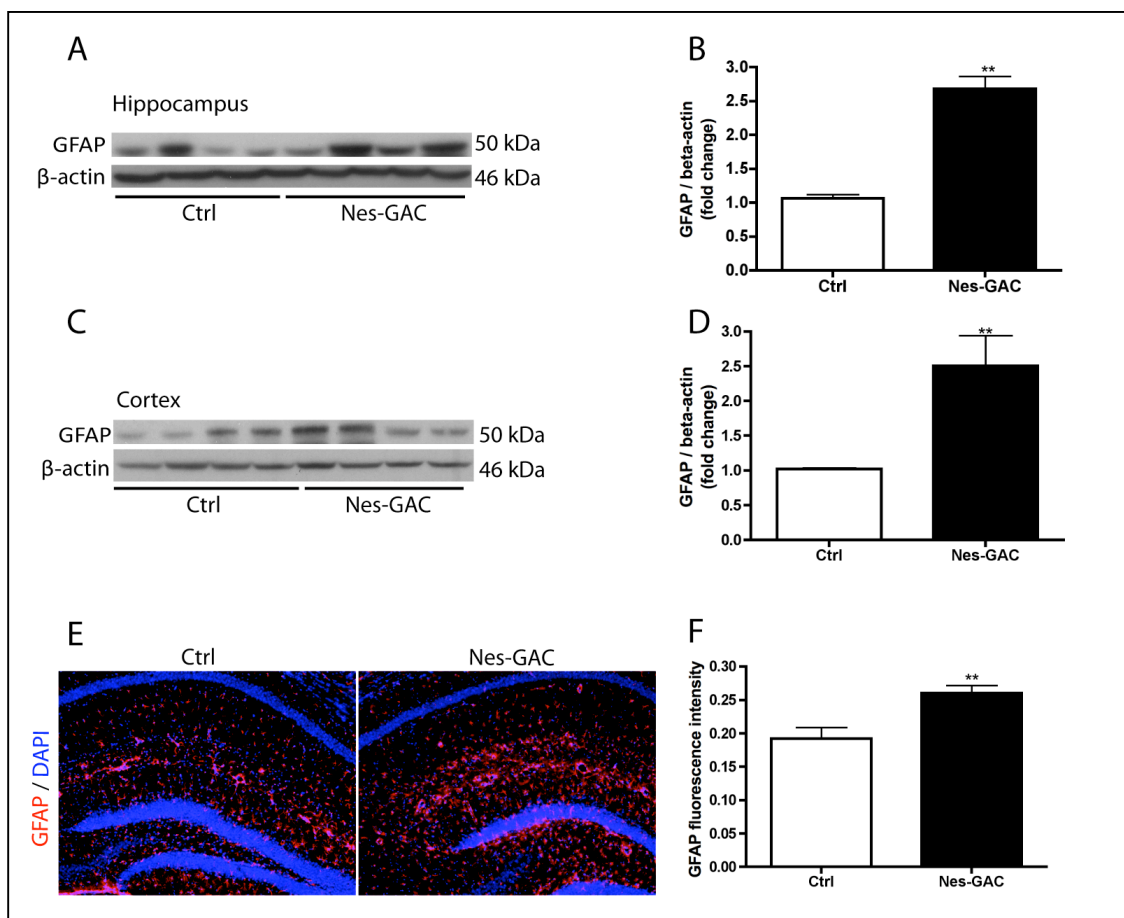 A
Hippocampus
GFAP
50 kDa
β-actin
46 kDa
Ctrl
Nes-GAC
B
GFAP / beta-actin
(fold change)
3.0
2.5
2.0
1.5
1.0
0.5
0.0
**
Ctrl
Nes-GAC
C
Cortex
GFAP
50 kDa
β-actin
46 kDa
Ctrl
Nes-GAC
D
GFAP / beta-actin
(fold change)
3.0
2.5
2.0
1.5
1.0
0.5
0.0
**
Ctrl
Nes-GAC
E
Ctrl
Nes-GAC
GFAP / DAPI
F
GFAP fluorescence intensity
0.30
0.25
0.20
0.15
0.10
0.05
0.00
**
Ctrl
Nes-GAC